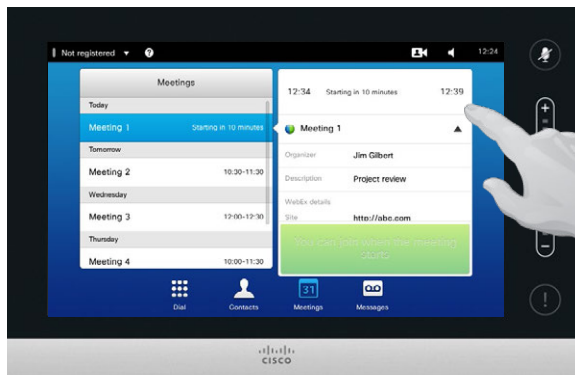 Not registered
12:24
Meetings
Today
Meeting 1 Starting in 10 minutes
Tomorrow
Meeting 2 10:30-11:30
Wednesday
Meeting 3 12:00-12:30
Thursday
Meeting 4 10:00-11:30
12:34 Starting in 10 minutes 12:39
Meeting 1
Organizer Jim Gilbert
Description Project review
WebEx details
Site http://abc.com
You can join when the meeting
starts
Dial
Contacts
31
Meetings
Messages
CISCO